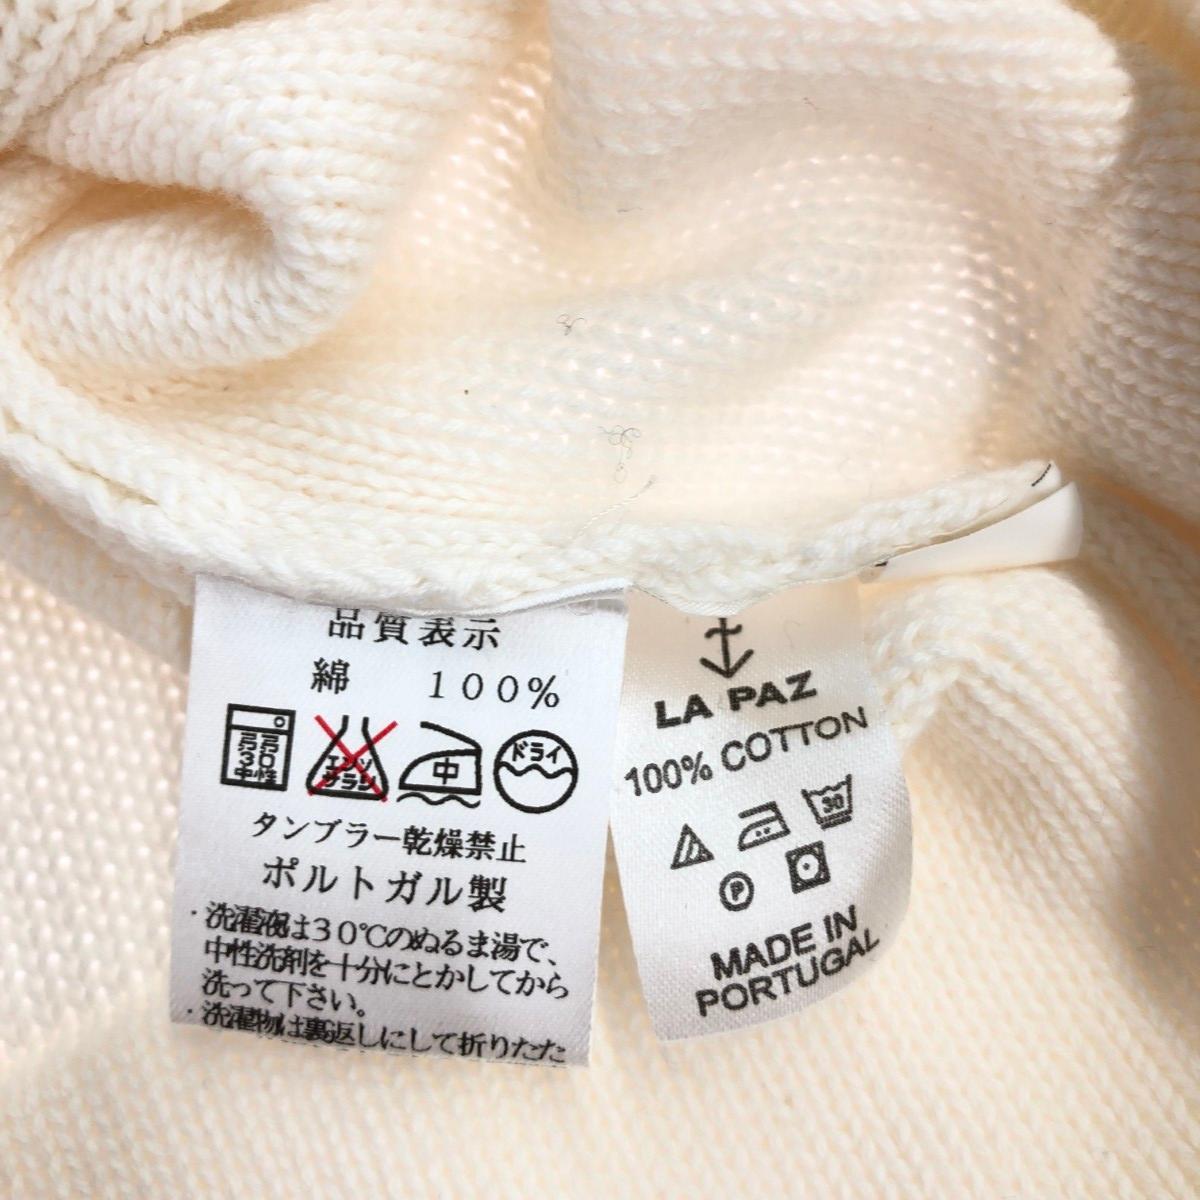 品質表示
綿 100%
弱 弱
30 中性
エンソ
サラシ
中
ドライ
タンブラー乾燥禁止
ポルトガル製
・洗濯液は30℃のぬるま湯で、
中性洗剤を十分にとかしてから
洗って下さい。
・洗濯物は裏返しにして折りたた
LA PAZ
100% COTTON
30
P
MADE IN
PORTUGAL